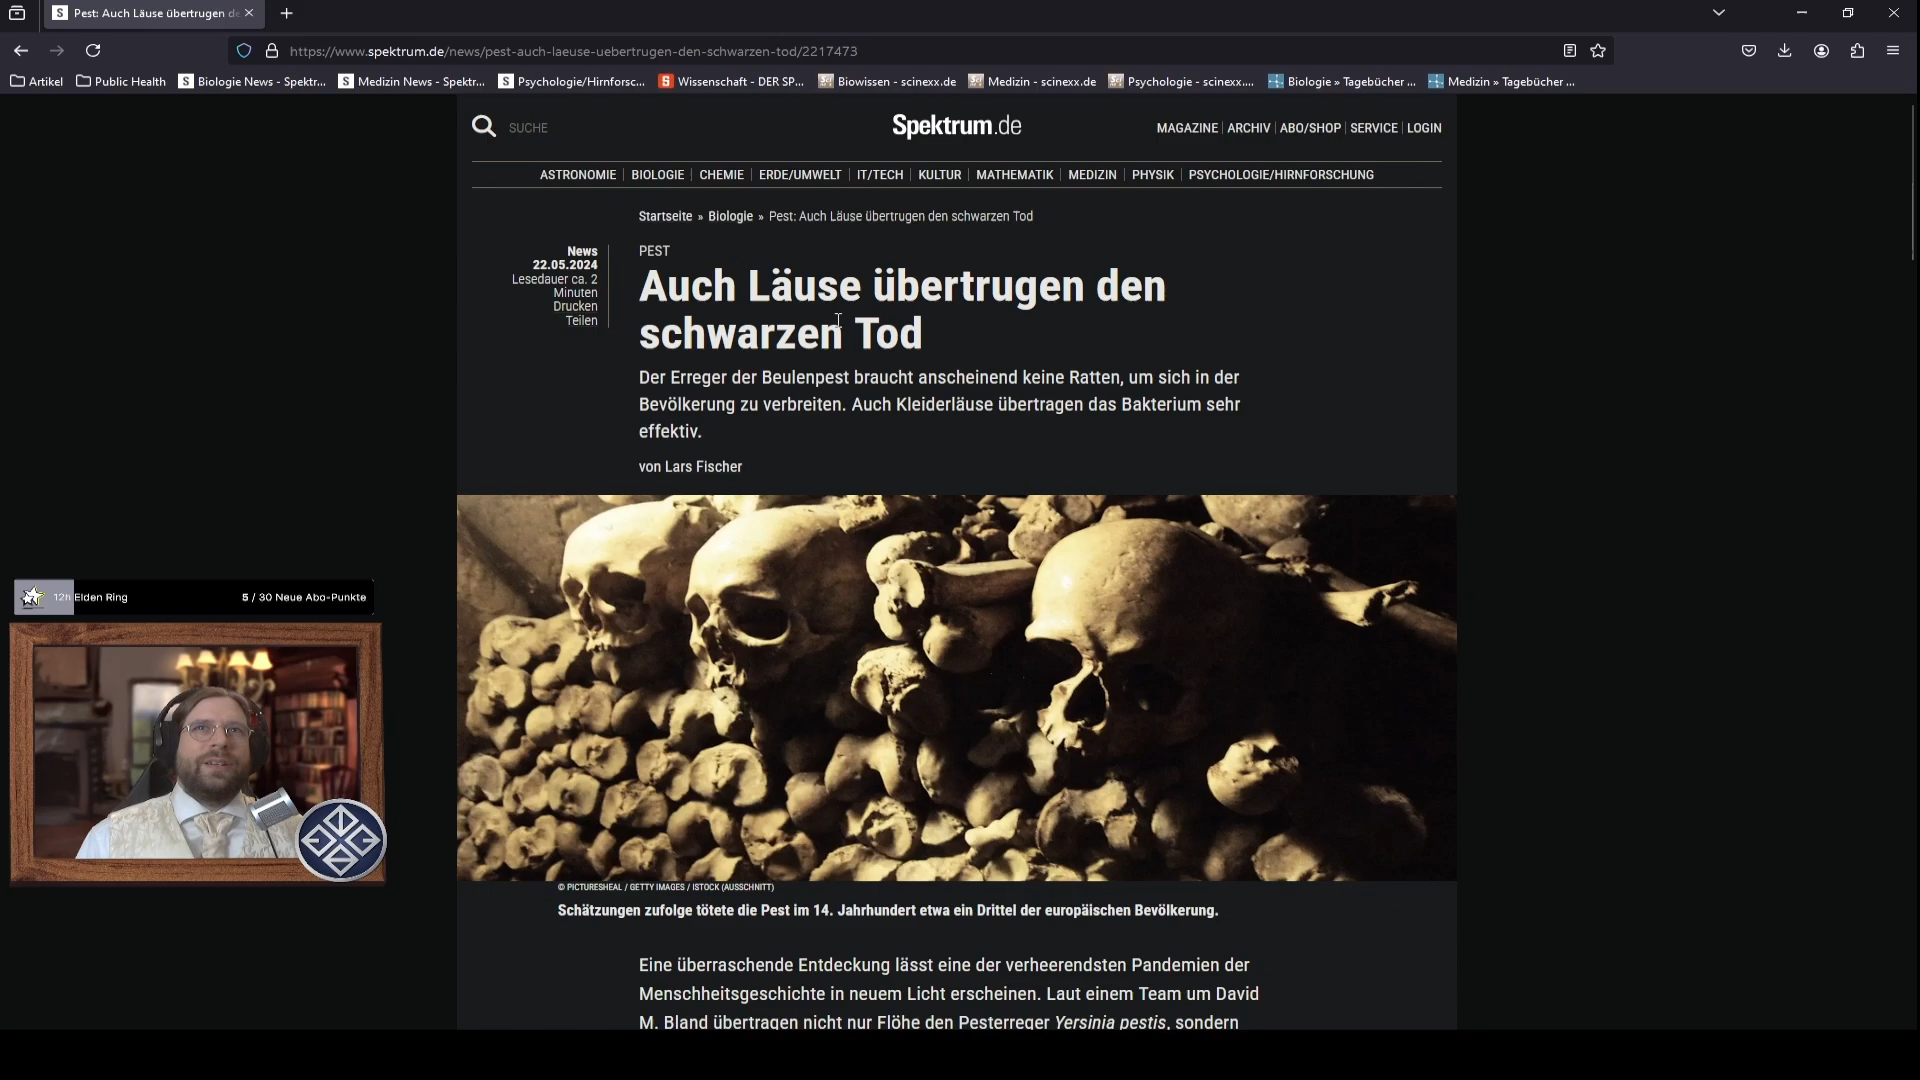 Pest: Auch Läuse übertrugen de
https://www.spektrum.de/news/pest-auch-laeuse-uebertrugen-den-schwarzen-tod/2217473
Artikel
Public Health
Biologie News - Spektr...
Medizin News - Spektr...
Psychologie/Hirnforsc...
Wissenschaft - DER SP...
Biowissen - scinexx.de
Medizin - scinexx.de
Psychologie - scinexx....
Biologie » Tagebücher ...
Medizin » Tagebücher ...
SUCHE
Spektrum.de
MAGAZINE | ARCHIV | ABO/SHOP | SERVICE | LOGIN
ASTRONOMIE | BIOLOGIE | CHEMIE | ERDE/UMWELT | IT/TECH | KULTUR | MATHEMATIK | MEDIZIN | PHYSIK | PSYCHOLOGIE/HIRNFORSCHUNG
Startseite » Biologie » Pest: Auch Läuse übertrugen den schwarzen Tod
News
22.05.2024
Lesedauer ca. 2
Minuten
Drucken
Teilen
PEST
Auch Läuse übertrugen den
schwarzen Tod
Der Erreger der Beulenpest braucht anscheinend keine Ratten, um sich in der
Bevölkerung zu verbreiten. Auch Kleiderläuse übertragen das Bakterium sehr
effektiv.
von Lars Fischer
12h Elden Ring
5 / 30 Neue Abo-Punkte
© PICTURESHEAL / GETTY IMAGES / ISTOCK (AUSSCHNITT)
Schätzungen zufolge tötete die Pest im 14. Jahrhundert etwa ein Drittel der europäischen Bevölkerung.
Eine überraschende Entdeckung lässt eine der verheerendsten Pandemien der
Menschheitsgeschichte in neuem Licht erscheinen. Laut einem Team um David
M. Bland übertragen nicht nur Flöhe den Pesterreger Yersinia pestis, sondern